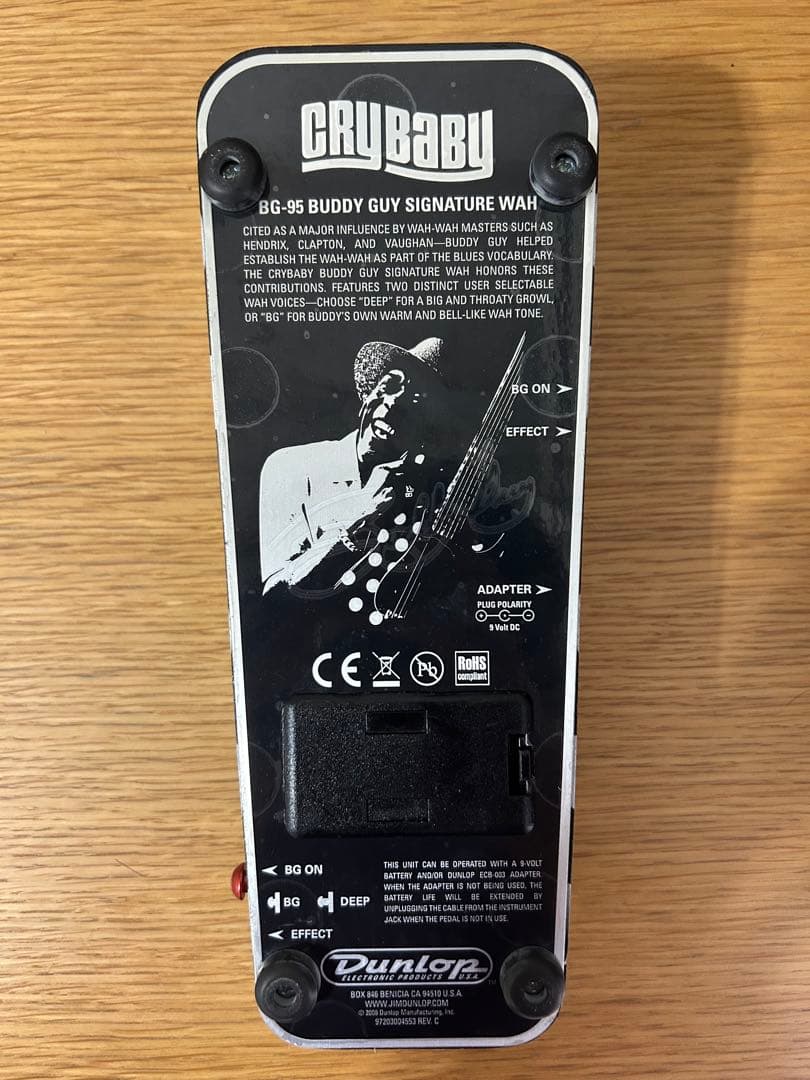 CRYBABY
BG-95 BUDDY GUY SIGNATURE WAH
CITED AS A MAJOR INFLUENCE BY WAH-WAH MASTERS SUCH AS
HENDRIX, CLAPTON, AND VAUGHAN—BUDDY GUY HELPED
ESTABLISH THE WAH-WAH AS PART OF THE BLUES VOCABULARY.
THE CRYBABY BUDDY GUY SIGNATURE WAH HONORS THESE
CONTRIBUTIONS. FEATURES TWO DISTINCT USER SELECTABLE
WAH VOICES—CHOOSE "DEEP" FOR A BIG AND THROATY GROWL,
OR "BG" FOR BUDDY'S OWN WARM AND BELL-LIKE WAH TONE.
BG ON
EFFECT
BG
ADAPTER
PLUG POLARITY
9 Volt DC
CE
Pb
RoHS
compliant
BG ON
BG DEEP
EFFECT
THIS UNIT CAN BE OPERATED WITH A 9-VOLT
BATTERY AND/OR DUNLOP ECB-003 ADAPTER.
WHEN THE ADAPTER IS NOT BEING USED, THE
BATTERY LIFE WILL BE EXTENDED BY
UNPLUGGING THE CABLE FROM THE INSTRUMENT
JACK WHEN THE PEDAL IS NOT IN USE.
Dunlop
ELECTRONIC PRODUCTS U.S.A.
BOX 846 BENICIA CA 94510 U.S.A.
WWW.JIMDUNLOP.COM
© 2008 Dunlop Manufacturing, Inc.
97203004553 REV. C